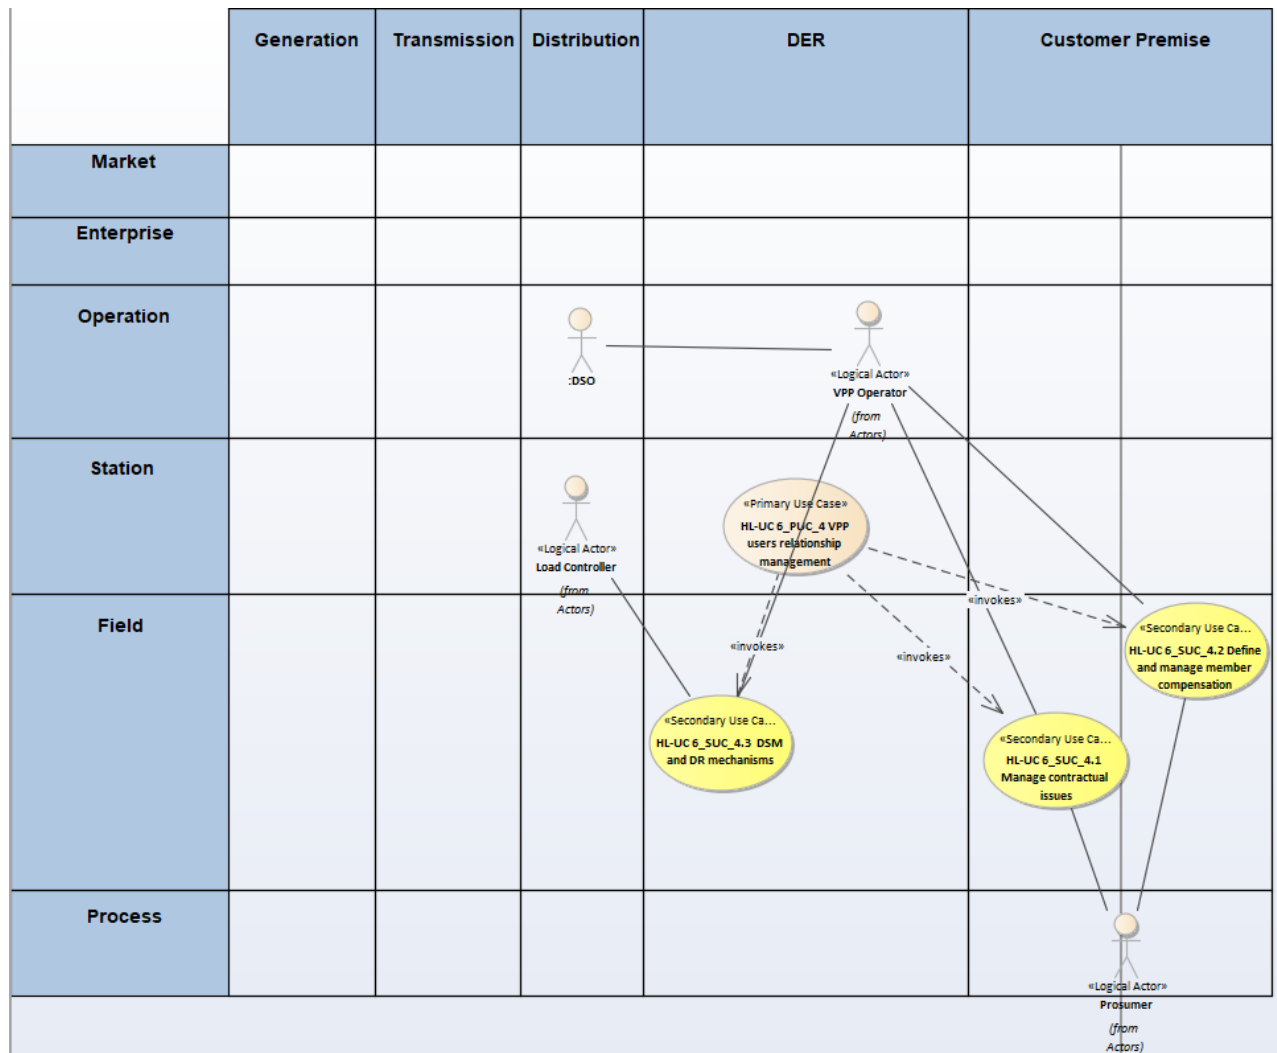 Generation
Transmission
Distribution
DER
Customer Premise
Market
Enterprise
Operation
:DSO
«Logical Actor»
VPP Operator
(from
Actors)
Station
«Logical Actor»
Load Controller
(from
Actors)
«Primary Use Case»
HL-UC 6_PUC_4 VPP
users relationship
management
Field
«invokes»
«invokes»
«invokes»
«Secondary Use Ca...
HL-UC 6_SUC_4.2 Define
and manage member
compensation
«Secondary Use Ca...
HL-UC 6_SUC_4.3 DSM
and DR mechanisms
«Secondary Use Ca...
HL-UC 6_SUC_4.1
Manage contractual
issues
Process
«Logical Actor»
Prosumer
(from
Actors)